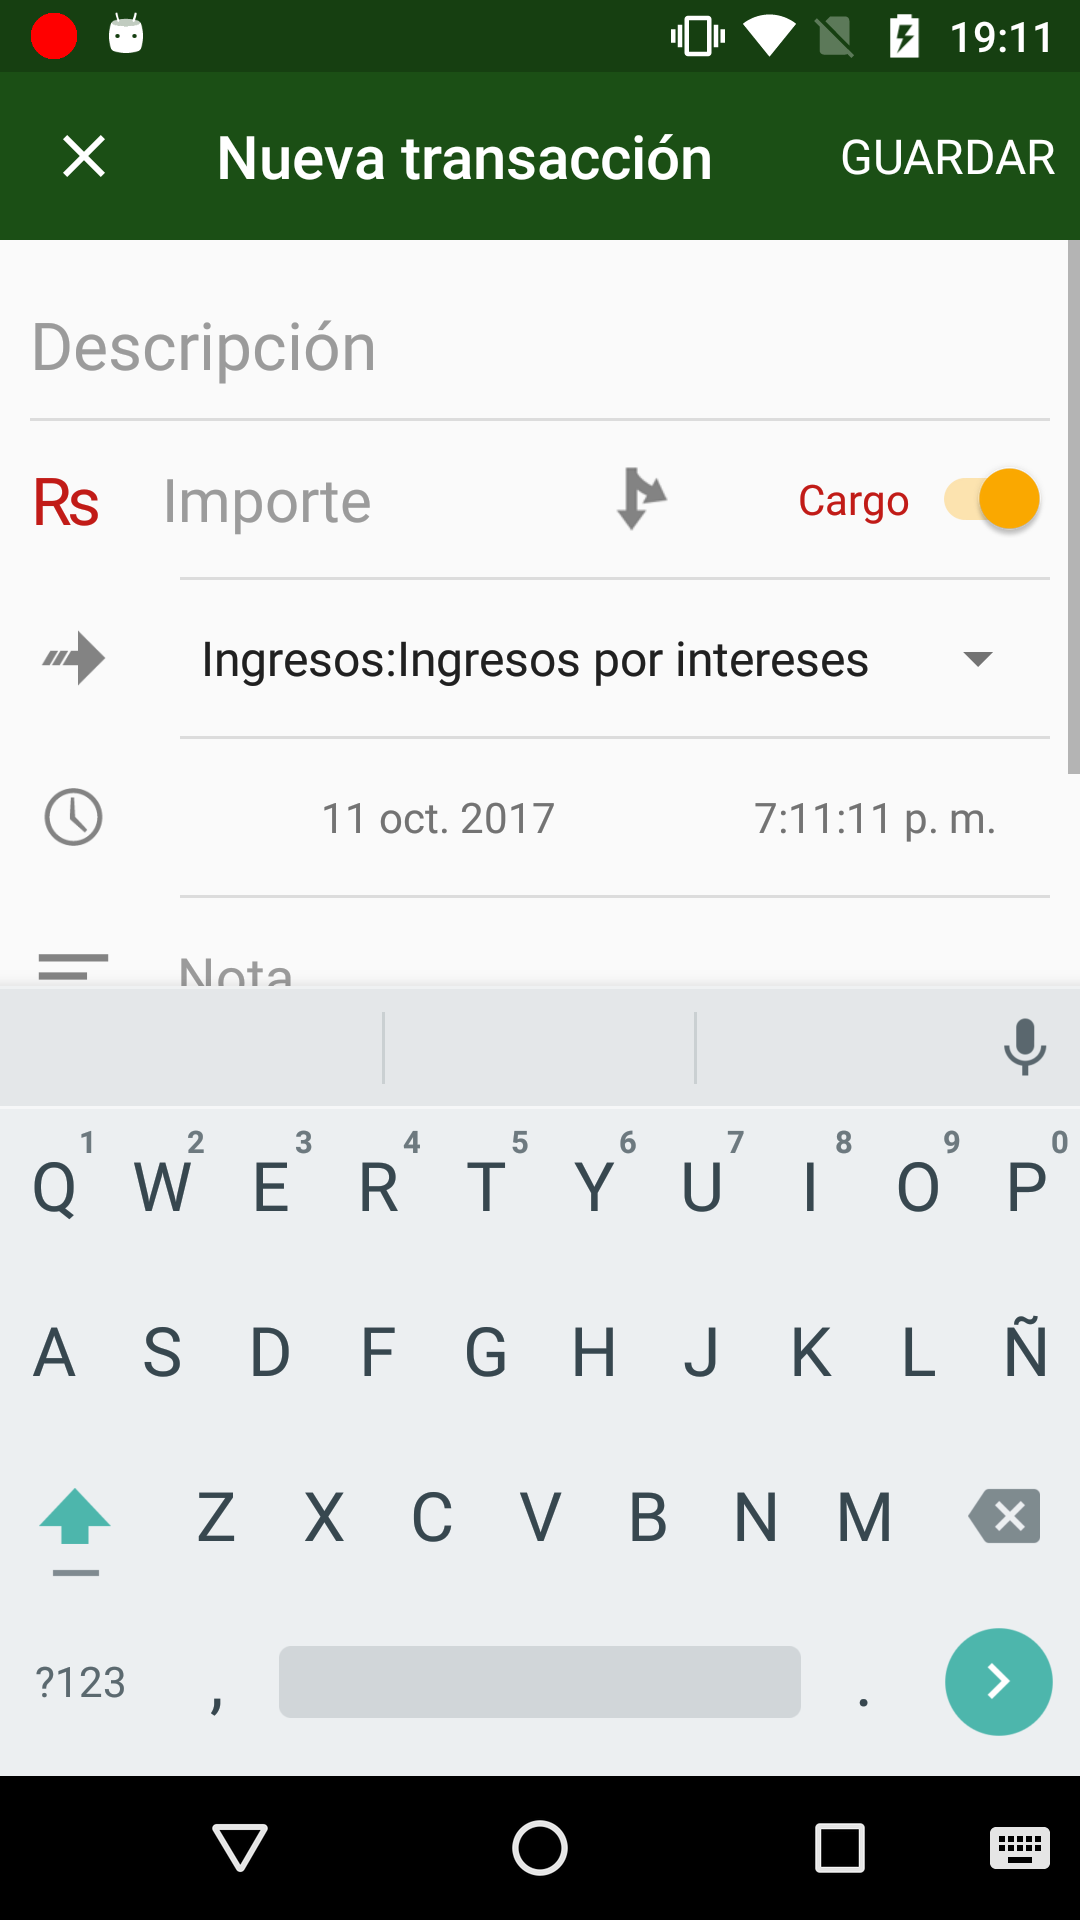 19:11
Nueva transacción GUARDAR
Descripción
Rs Importe Cargo
Ingresos:Ingresos por intereses
11 oct. 2017 7:11:11 p. m.
Nota
1 2 3 4 5 6 7 8 9 0
Q W E R T Y U I O P
A S D F G H J K L Ñ
Z X C V B N M
?123 , .